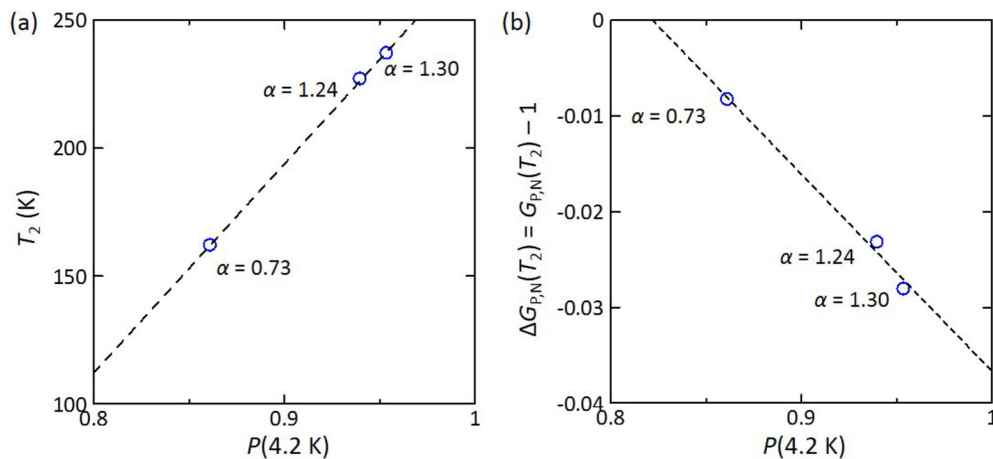 (a)
250
200
150
100
T₂ (K)
α = 1.24
α = 1.30
α = 0.73
0.8
0.9
1
P(4.2 K)
(b)
0
-0.01
-0.02
-0.03
-0.04
ΔG_P,N(T₂) = G_P,N(T₂) − 1
α = 0.73
α = 1.24
α = 1.30
0.8
0.9
1
P(4.2 K)